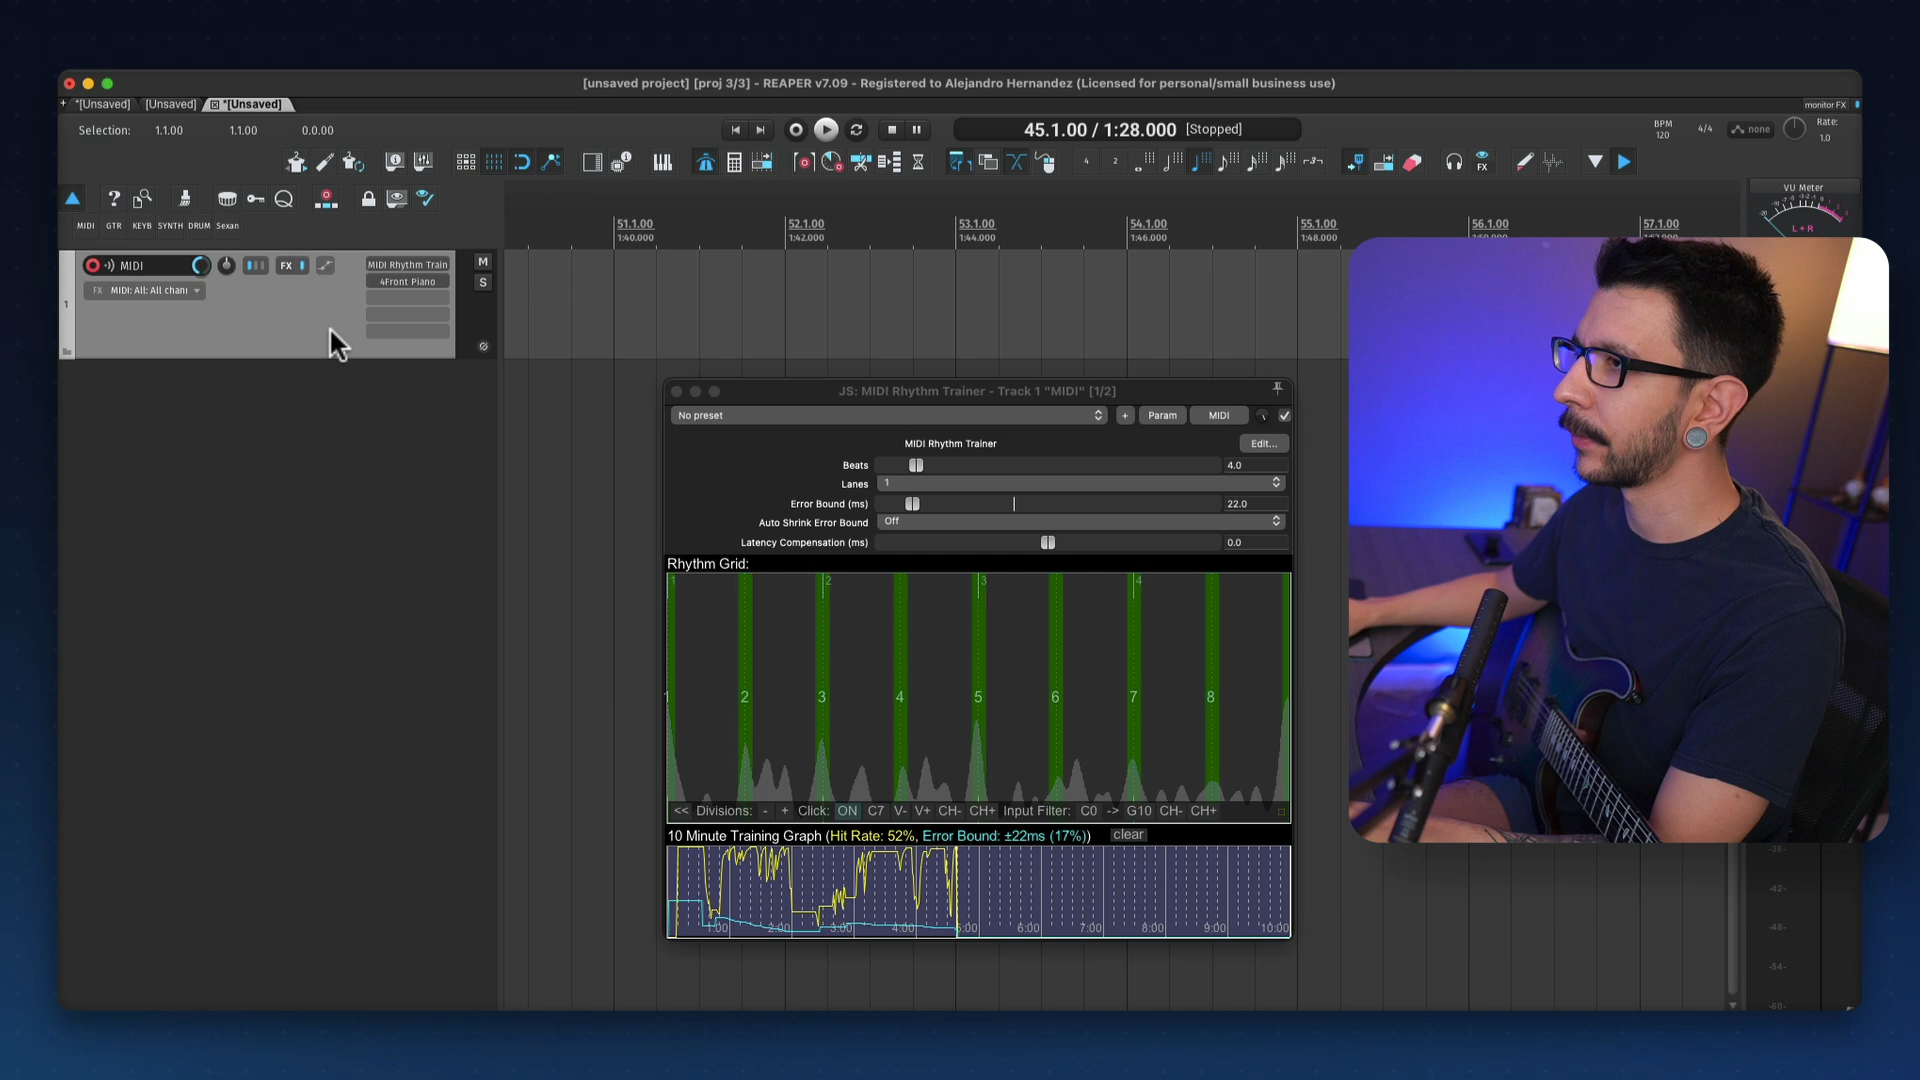 [unsaved project] [proj 3/3] - REAPER v7.09 - Registered to Alejandro Hernandez (Licensed for personal/small business use)
+ *[Unsaved] [Unsaved] *[Unsaved]
monitor FX
Selection: 1.1.00 1.1.00 0.0.00
45.1.00 / 1:28.000 [Stopped]
BPM
120
4/4
none
Rate:
1.0
4 2
FX
MIDI GTR KEYB SYNTH DRUM Sexan
51.1.00 52.1.00 53.1.00 54.1.00 55.1.00 56.1.00 57.1.00
1:40.000 1:42.000 1:44.000 1:46.000 1:48.000
VU Meter
L + R
1
MIDI
FX
MIDI Rhythm Train
M
FX MIDI: All: All chan
4Front Piano
S
JS: MIDI Rhythm Trainer - Track 1 "MIDI" [1/2]
No preset
+ Param MIDI
MIDI Rhythm Trainer
Edit...
Beats 4.0
Lanes 1
Error Bound (ms) 22.0
Auto Shrink Error Bound Off
Latency Compensation (ms) 0.0
Rhythm Grid:
1 2 3 4
1 2 3 4 5 6 7 8
<< Divisions: - + Click: ON C7 V- V+ CH- CH+ Input Filter: C0 -> G10 CH- CH+
10 Minute Training Graph (Hit Rate: 52%, Error Bound: ±22ms (17%)) clear
1:00 2:00 3:00 4:00 5:00 6:00 7:00 8:00 9:00 10:00
-36-
-42-
-48-
-54-
-60-